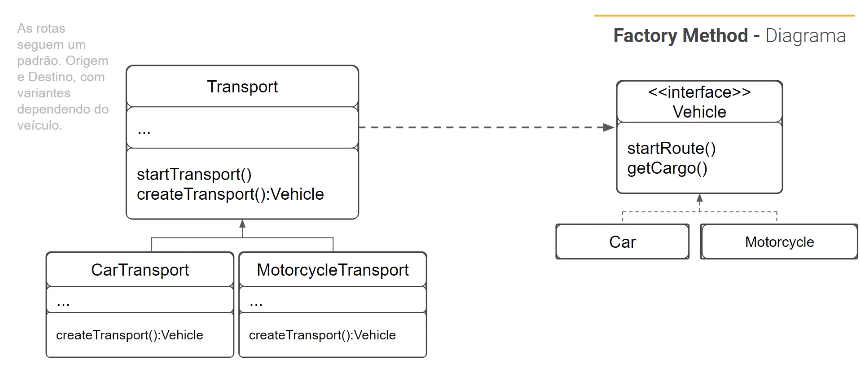 As rotas
seguem um
padrão. Origem
e Destino, com
variantes
dependendo do
veículo.
Factory Method - Diagrama
Transport
...
startTransport()
createTransport():Vehicle
<<interface>>
Vehicle
startRoute()
getCargo()
CarTransport
...
createTransport():Vehicle
MotorcycleTransport
...
createTransport():Vehicle
Car
Motorcycle